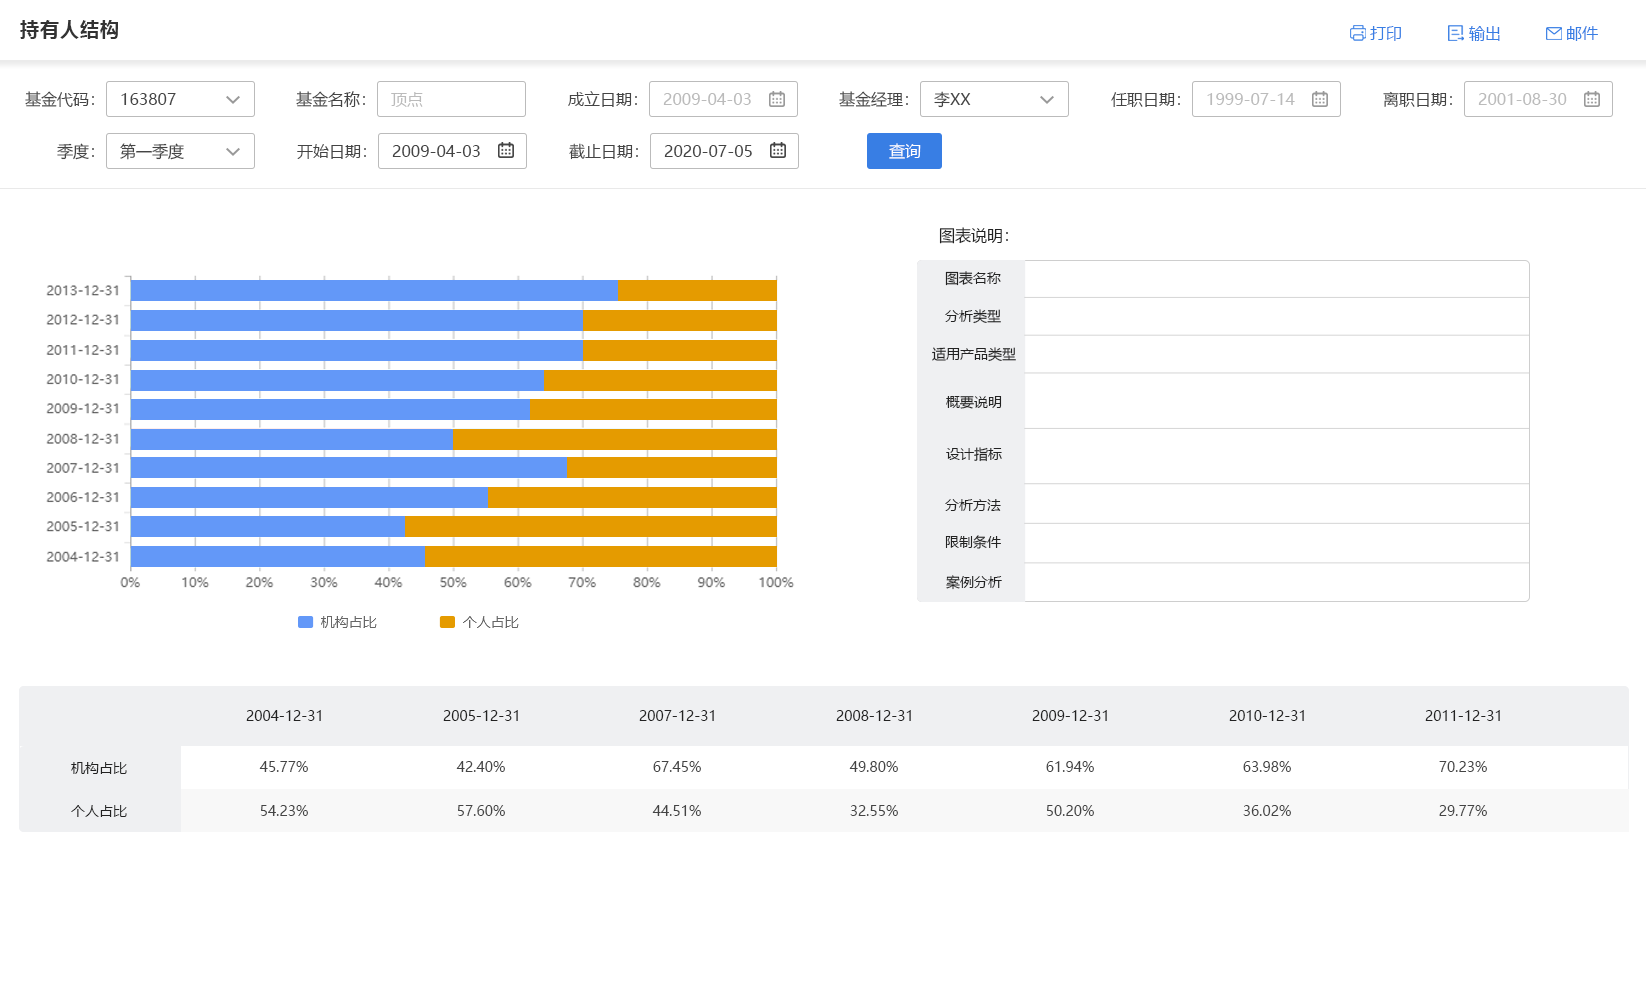 持有人结构
打印 输出 邮件
基金代码： 163807 基金名称： 顶点 成立日期： 2009-04-03 基金经理： 李XX 任职日期： 1999-07-14 离职日期： 2001-08-30
季度： 第一季度 开始日期： 2009-04-03 截止日期： 2020-07-05 查询
2013-12-31
2012-12-31
2011-12-31
2010-12-31
2009-12-31
2008-12-31
2007-12-31
2006-12-31
2005-12-31
2004-12-31
0% 10% 20% 30% 40% 50% 60% 70% 80% 90% 100%
机构占比 个人占比
图表说明：
图表名称
分析类型
适用产品类型
概要说明
设计指标
分析方法
限制条件
案例分析
2004-12-31 2005-12-31 2007-12-31 2008-12-31 2009-12-31 2010-12-31 2011-12-31
机构占比 45.77% 42.40% 67.45% 49.80% 61.94% 63.98% 70.23%
个人占比 54.23% 57.60% 44.51% 32.55% 50.20% 36.02% 29.77%